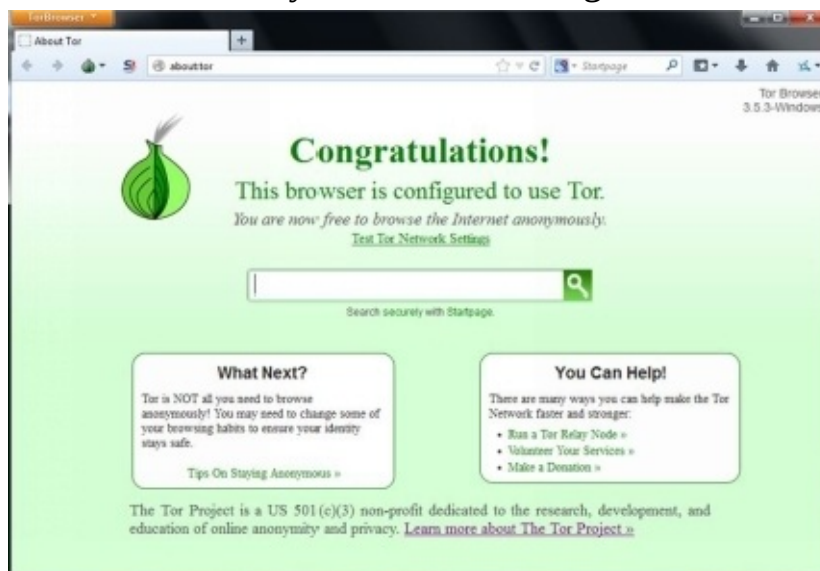 TorBrowser
About Tor
about:tor
Startpage
Tor Browser
3.5.3-Windows
Congratulations!
This browser is configured to use Tor.
You are now free to browse the Internet anonymously.
Test Tor Network Settings
Search securely with Startpage.
What Next?
Tor is NOT all you need to browse
anonymously! You may need to change some of
your browsing habits to ensure your identity
stays safe.
Tips On Staying Anonymous »
You Can Help!
There are many ways you can help make the Tor
Network faster and stronger:
• Run a Tor Relay Node »
• Volunteer Your Services »
• Make a Donation »
The Tor Project is a US 501(c)(3) non-profit dedicated to the research, development, and
education of online anonymity and privacy. Learn more about The Tor Project »